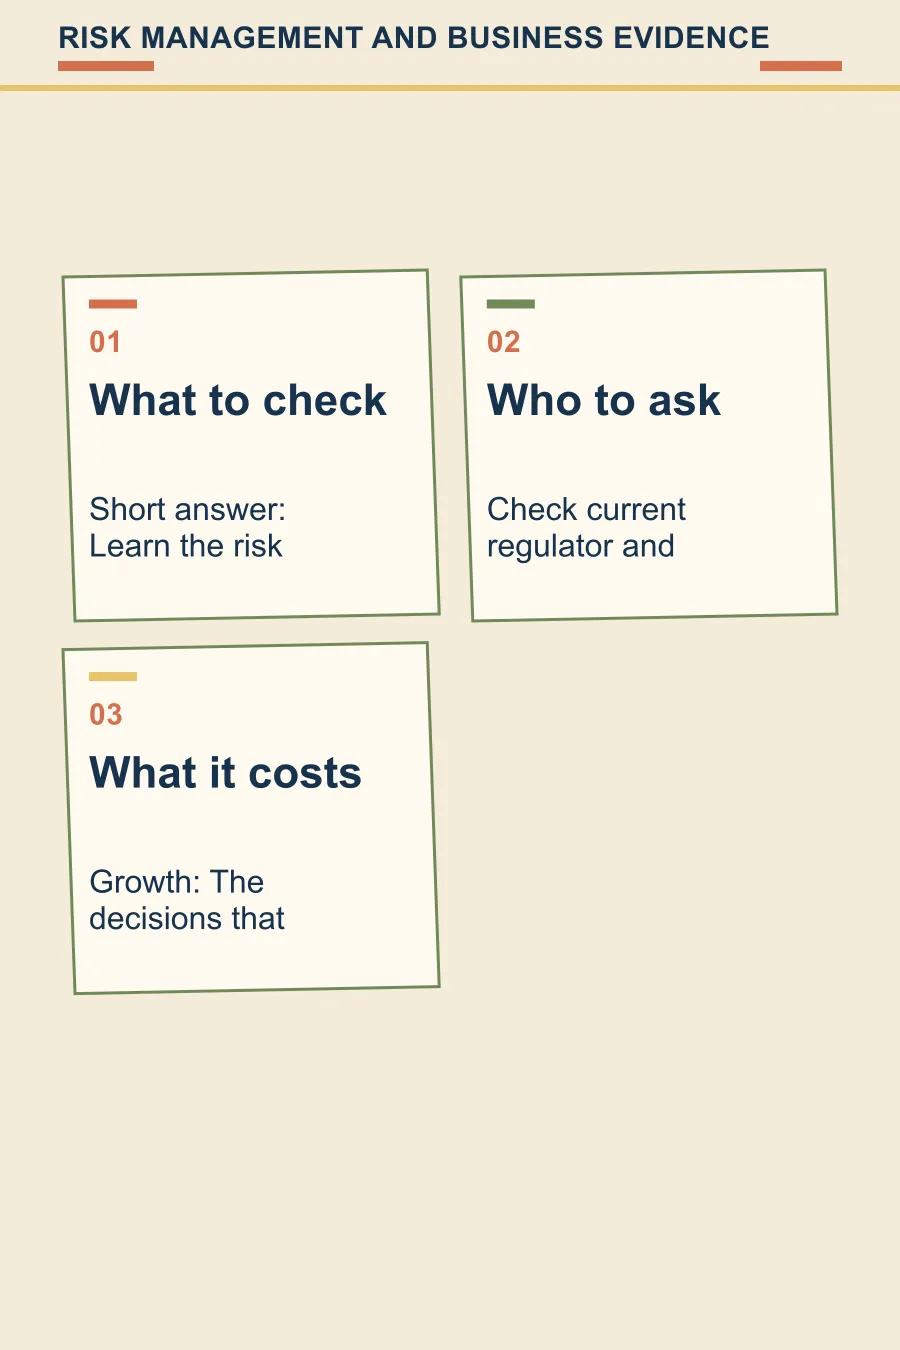 RISK MANAGEMENT AND BUSINESS EVIDENCE
01
What to check
Short answer:
Learn the risk
02
Who to ask
Check current
regulator and
03
What it costs
Growth: The
decisions that